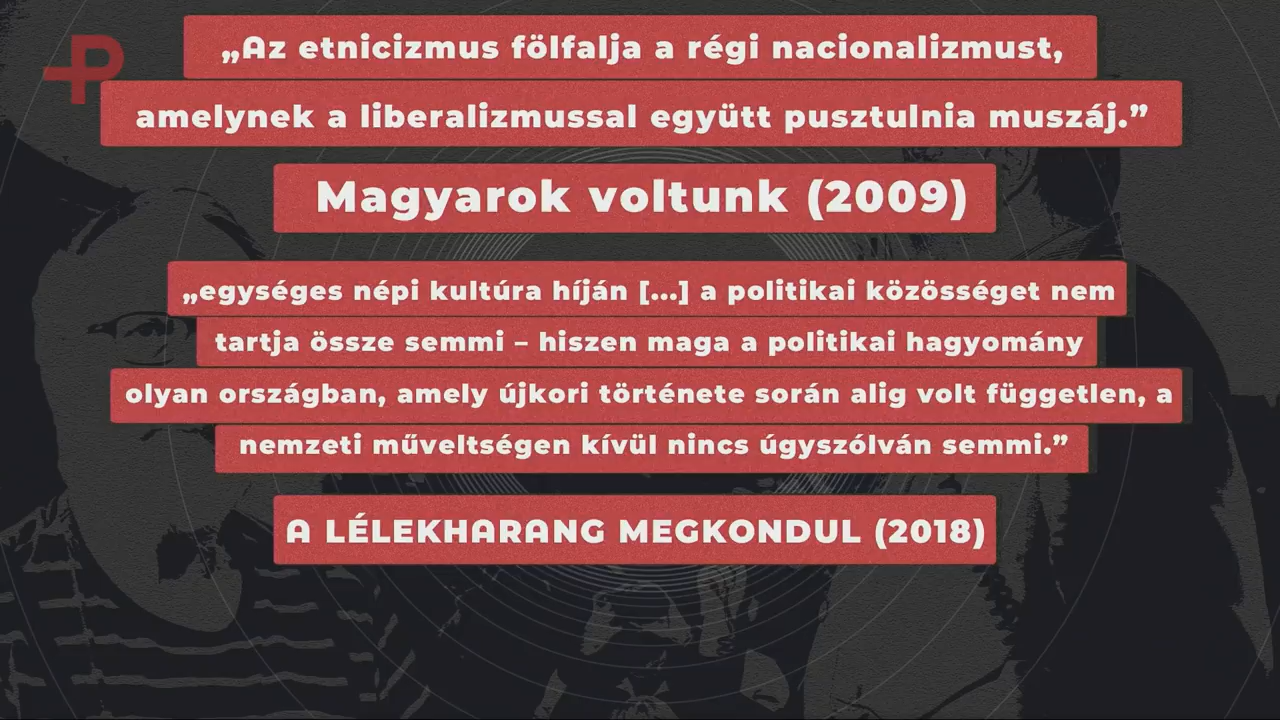 „Az etnicizmus fölfalja a régi nacionalizmust,
amelynek a liberalizmussal együtt pusztulnia muszáj.”
Magyarok voltunk (2009)
„egységes népi kultúra híján [...] a politikai közösséget nem
tartja össze semmi – hiszen maga a politikai hagyomány
olyan országban, amely újkori története során alig volt független, a
nemzeti műveltségen kívül nincs úgyszólván semmi.”
A LÉLEKHARANG MEGKONDUL (2018)